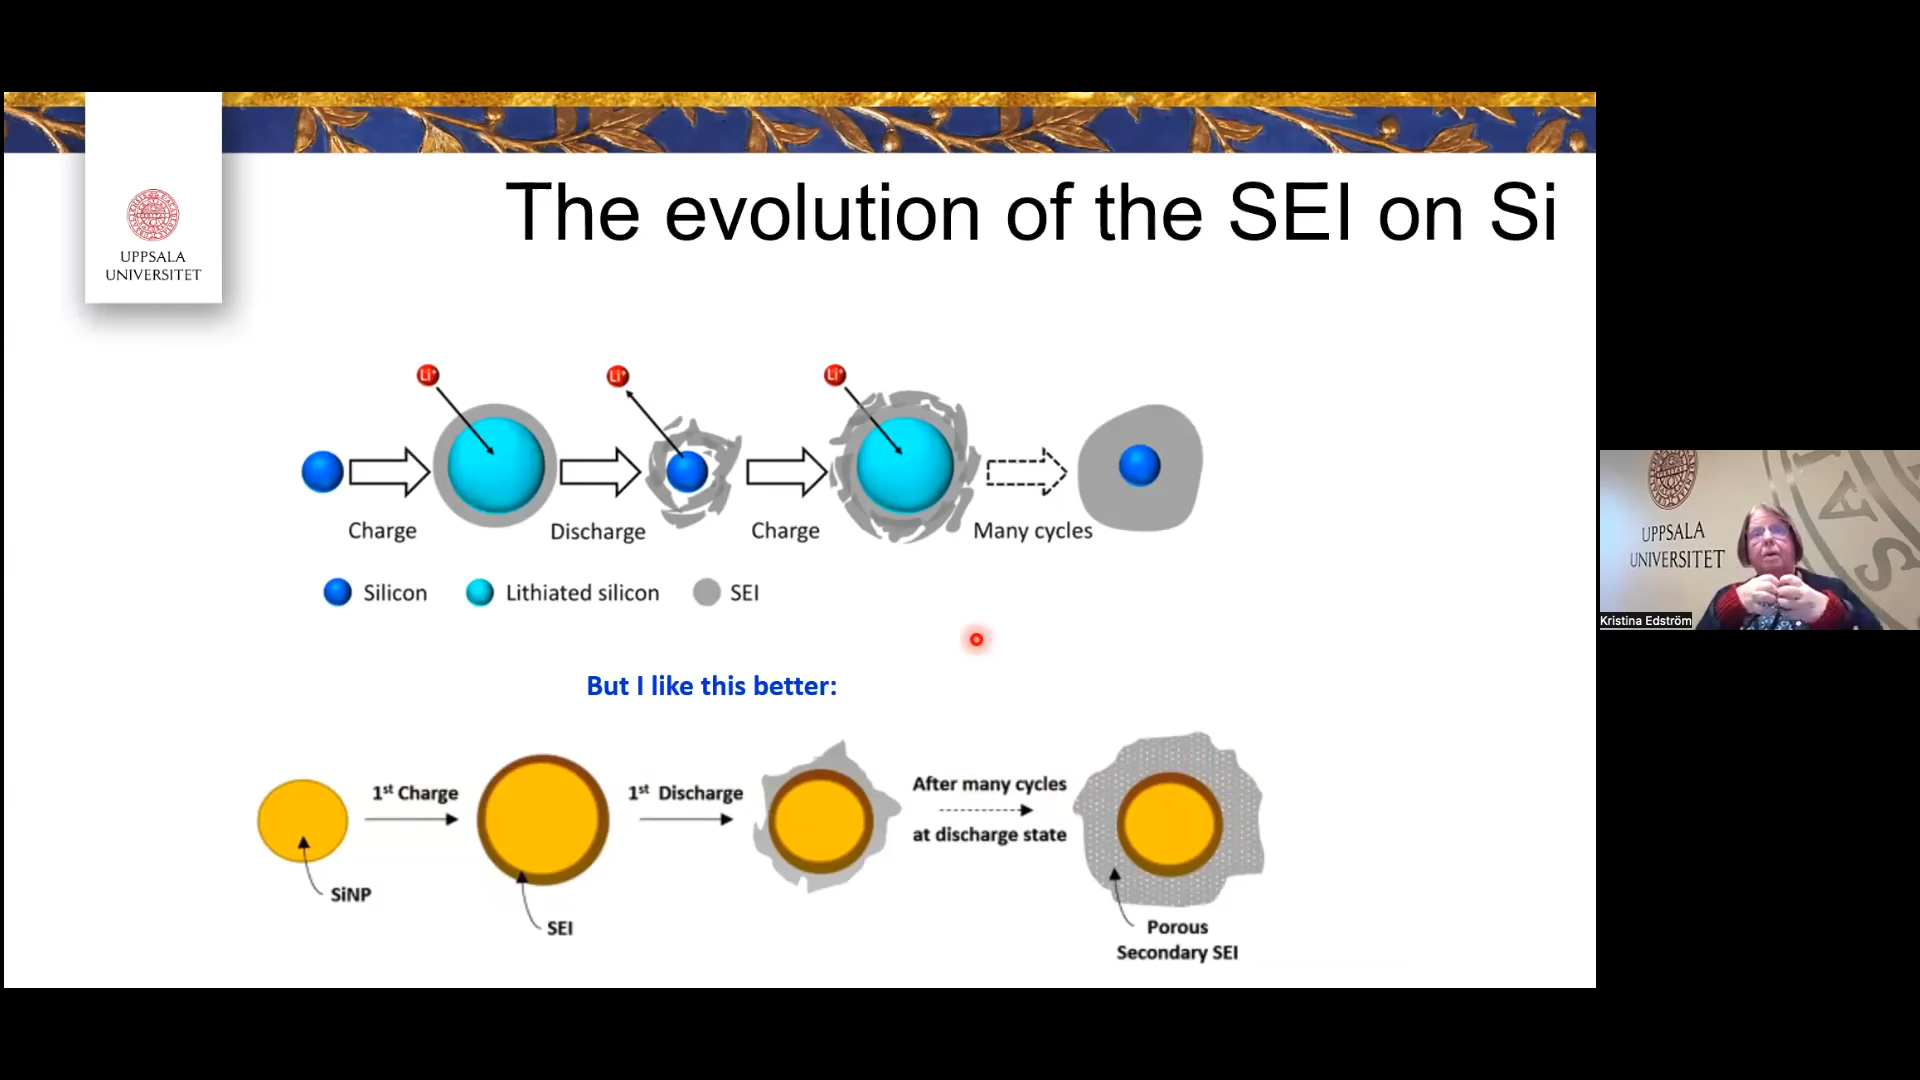 The evolution of the SEI on Si
UPPSALA
UNIVERSITET
Li⁺
Li⁺
Li⁺
Charge
Discharge
Charge
Many cycles
Silicon
Lithiated silicon
SEI
But I like this better:
1st Charge
1st Discharge
After many cycles
at discharge state
SiNP
SEI
Porous
Secondary SEI
UPPSALA
UNIVERSITET
Kristina Edström